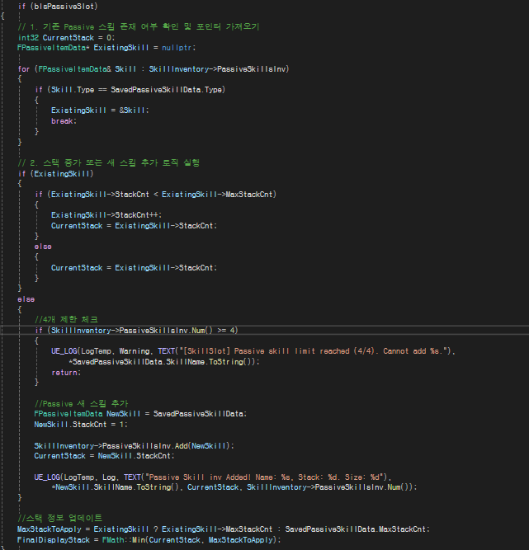 if (bIsPassiveSlot)
{
// 1. 기존 Passive 스킬 존재 여부 확인 및 포인터 가져오기
int32 CurrentStack = 0;
FPassiveItemData* ExistingSkill = nullptr;
for (FPassiveItemData& Skill : SkillInventory->PassiveSkillsInv)
{
if (Skill.Type == SavedPassiveSkillData.Type)
{
ExistingSkill = &Skill;
break;
}
}
// 2. 스택 증가 또는 새 스킬 추가 로직 실행
if (ExistingSkill)
{
if (ExistingSkill->StackCnt < ExistingSkill->MaxStackCnt)
{
ExistingSkill->StackCnt++;
CurrentStack = ExistingSkill->StackCnt;
}
else
{
CurrentStack = ExistingSkill->StackCnt;
}
}
else
{
//4개 제한 체크
if (SkillInventory->PassiveSkillsInv.Num() >= 4)
{
UE_LOG(LogTemp, Warning, TEXT("[SkillSlot] Passive skill limit reached (4/4). Cannot add %s."),
*SavedPassiveSkillData.SkillName.ToString());
return;
}
//Passive 새 스킬 추가
FPassiveItemData NewSkill = SavedPassiveSkillData;
NewSkill.StackCnt = 1;
SkillInventory->PassiveSkillsInv.Add(NewSkill);
CurrentStack = NewSkill.StackCnt;
UE_LOG(LogTemp, Log, TEXT("Passive Skill inv Added! Name: %s, Stack: %d. Size: %d"),
*NewSkill.SkillName.ToString(), CurrentStack, SkillInventory->PassiveSkillsInv.Num());
}
//스택 정보 업데이트
MaxStackToApply = ExistingSkill ? ExistingSkill->MaxStackCnt : SavedPassiveSkillData.MaxStackCnt;
FinalDisplayStack = FMath::Min(CurrentStack, MaxStackToApply);
}